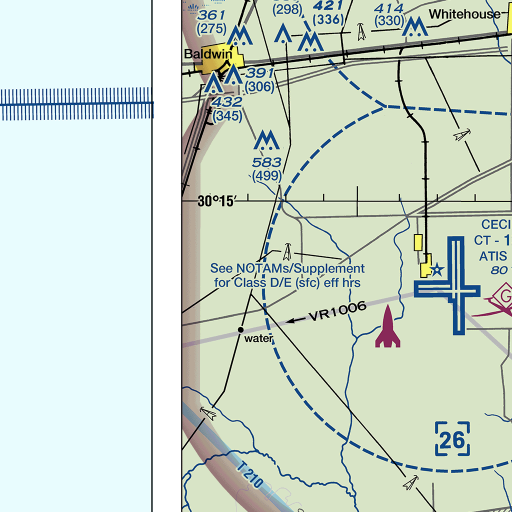 361
(275)
(298)
421
(336)
414
(330)
Whitehouse
Baldwin
391
(306)
432
(345)
583
(499)
30°15'
CECI
CT - 1
ATIS
80
See NOTAMs/Supplement
for Class D/E (sfc) eff hrs
G
VR1006
water
26
T 210